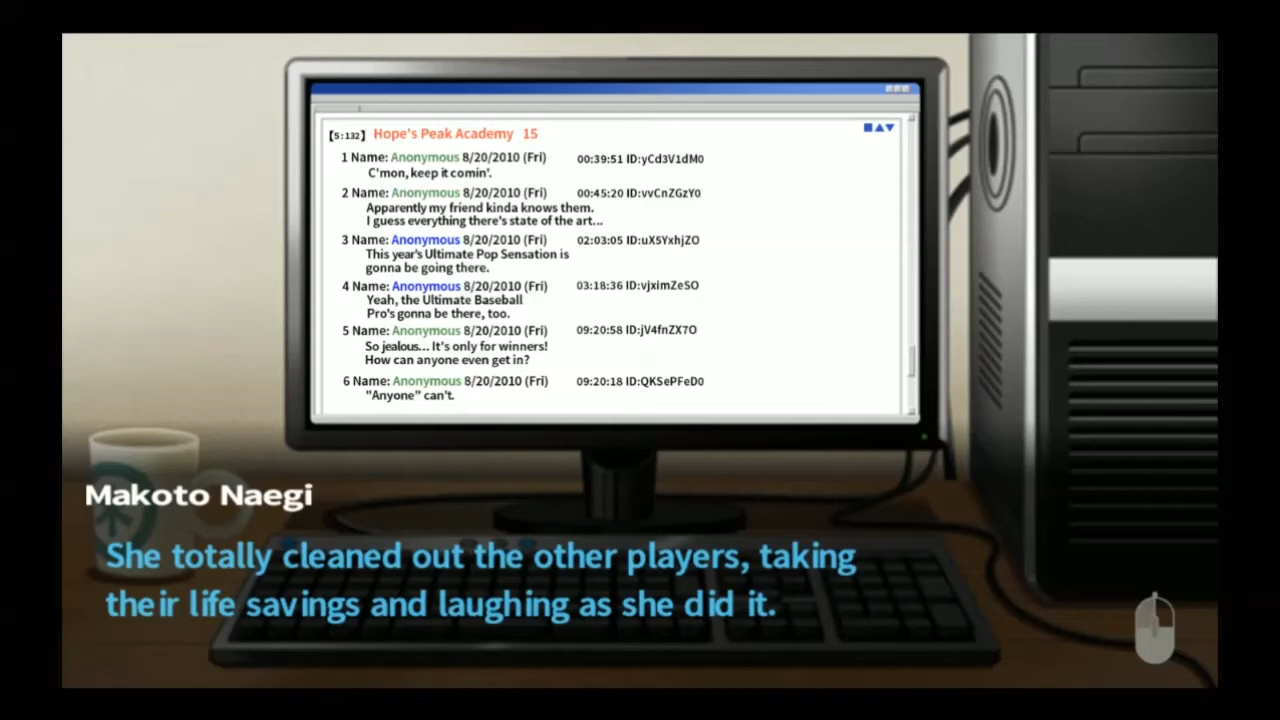 【5:132】 Hope's Peak Academy 15
1 Name: Anonymous 8/20/2010 (Fri) 00:39:51 ID:yCd3V1dM0
C'mon, keep it comin'.
2 Name: Anonymous 8/20/2010 (Fri) 00:45:20 ID:vvCnZGzY0
Apparently my friend kinda knows them.
I guess everything there's state of the art...
3 Name: Anonymous 8/20/2010 (Fri) 02:03:05 ID:uX5YxhjZO
This year's Ultimate Pop Sensation is
gonna be going there.
4 Name: Anonymous 8/20/2010 (Fri) 03:18:36 ID:vjximZeSO
Yeah, the Ultimate Baseball
Pro's gonna be there, too.
5 Name: Anonymous 8/20/2010 (Fri) 09:20:58 ID:jV4fnZX7O
So jealous... It's only for winners!
How can anyone even get in?
6 Name: Anonymous 8/20/2010 (Fri) 09:20:18 ID:QKSePFeD0
"Anyone" can't.
Makoto Naegi
She totally cleaned out the other players, taking
their life savings and laughing as she did it.